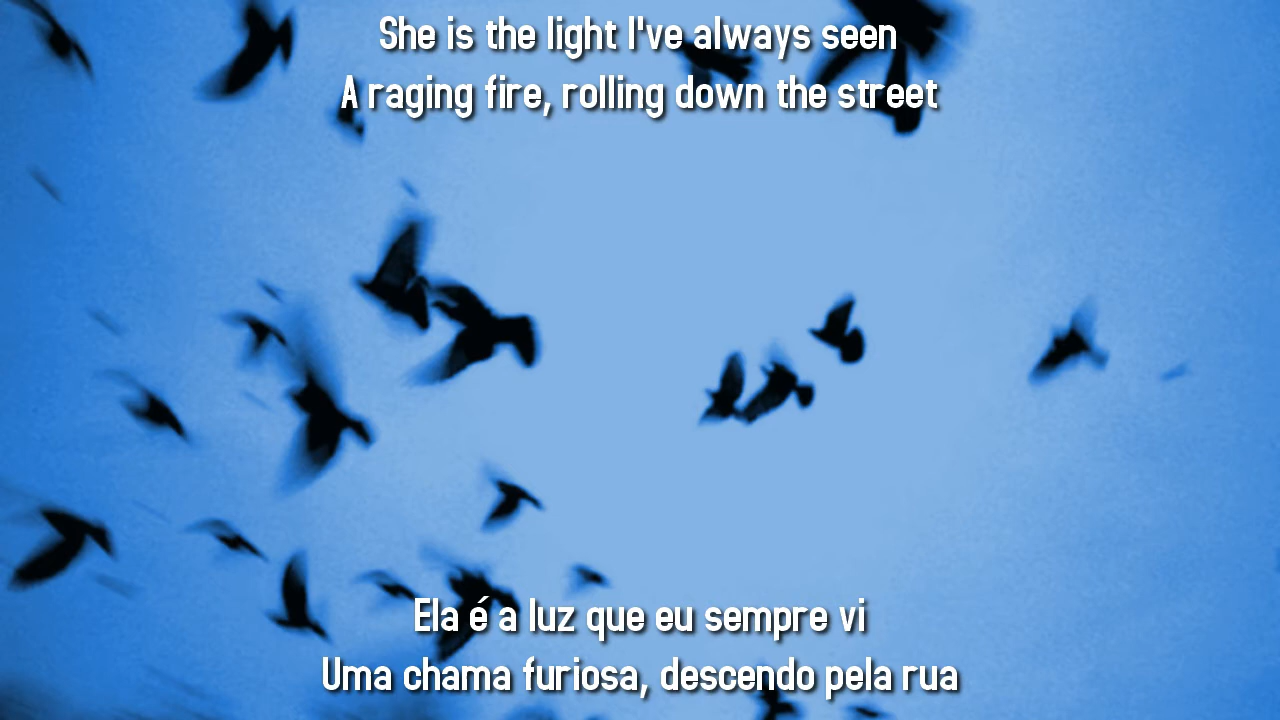 She is the light I've always seen
A raging fire, rolling down the street
Ela é a luz que eu sempre vi
Uma chama furiosa, descendo pela rua